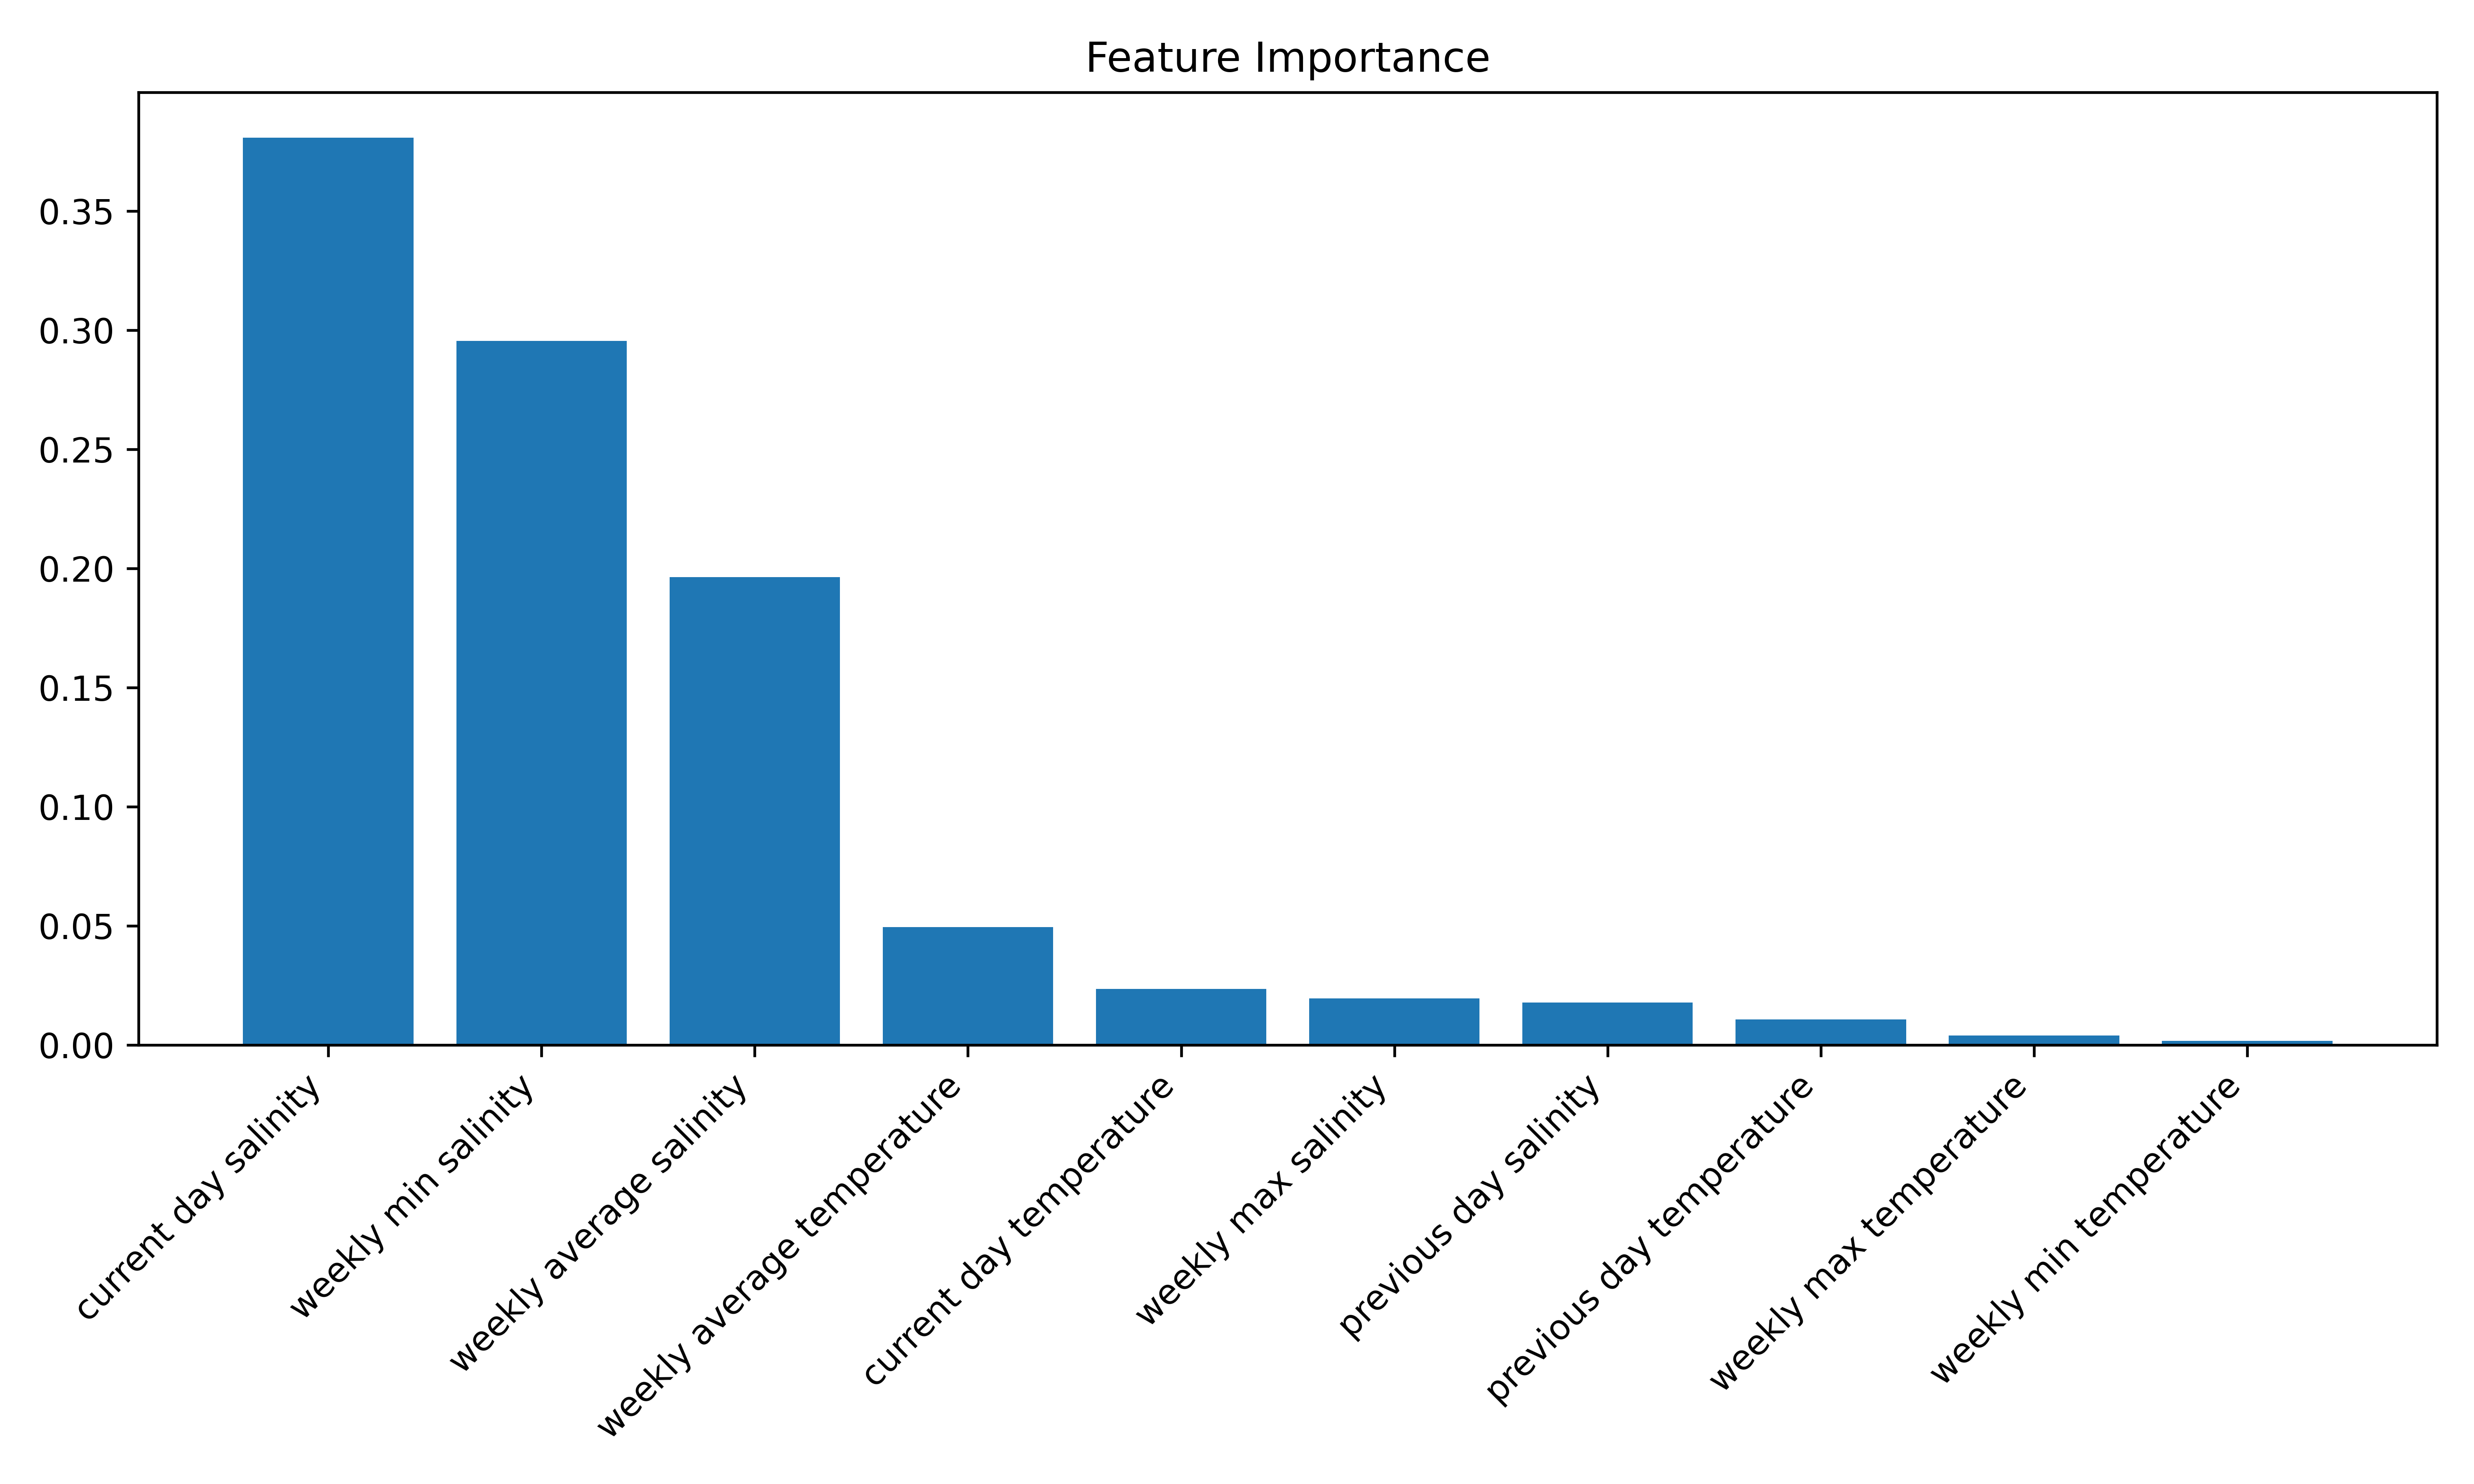 Feature Importance
0.35
0.30
0.25
0.20
0.15
0.10
0.05
0.00
current day salinity
weekly min salinity
weekly average salinity
weekly average temperature
current day temperature
weekly max salinity
previous day salinity
previous day temperature
weekly max temperature
weekly min temperature